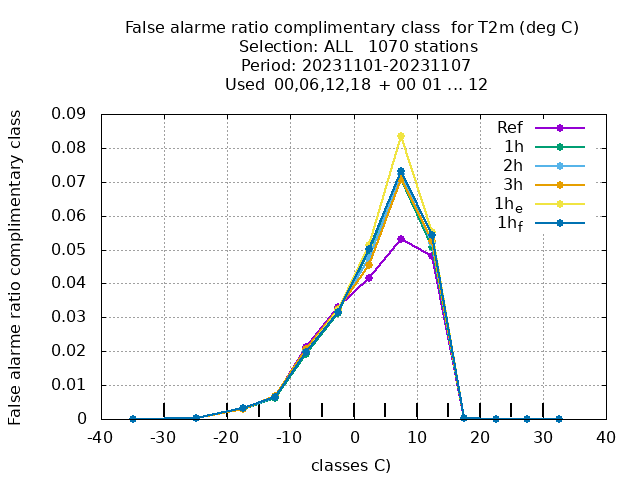 False alarme ratio complimentary class  for T2m (deg C)
Selection: ALL   1070 stations
Period: 20231101-20231107
Used  00,06,12,18  + 00 01 ... 12
False alarme ratio complimentary class
0.09
0.08
0.07
0.06
0.05
0.04
0.03
0.02
0.01
0
Ref
1h
2h
3h
1he
1hf
-40 -30 -20 -10 0 10 20 30 40
classes C)